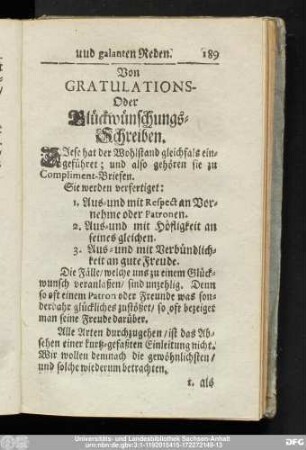 uud galanten Reden. 189
Von
GRATULATIONS-
Oder
Glückwünschungs-
Schreiben.
DIese hat der Wohlstand gleichfals ein-
geführet; und also gehören sie zu
Compliment-Briefen.
Sie werden verfertiget:
1. Aus-und mit Respect an Vor-
nehme oder Patronen.
2. Aus-und mit Höfligkeit an
seines gleichen.
3. Aus-und mit Verbündlich-
keit an gute Freude.
Die Fälle/welche uns zu einem Glück-
wunsch veranlaßen/ sind unzehlig. Denn
so oft einem Patron oder Freunde was son-
derbahr glückliches zustößet/ so oft bezeiget
man seine Freude darüber.
Alle Arten durchzugehen/ ist das Ab-
sehen einer kurtz-gefaßten Einleitung nicht.
Wir wollen demnach die gewöhnlichsten/
und solche wiederum betrachten.
1. als
Universitäts- und Landesbibliothek Sachsen-Anhalt
urn:nbn:de:gbv:3:1-1192015415-172272149-13
DFG